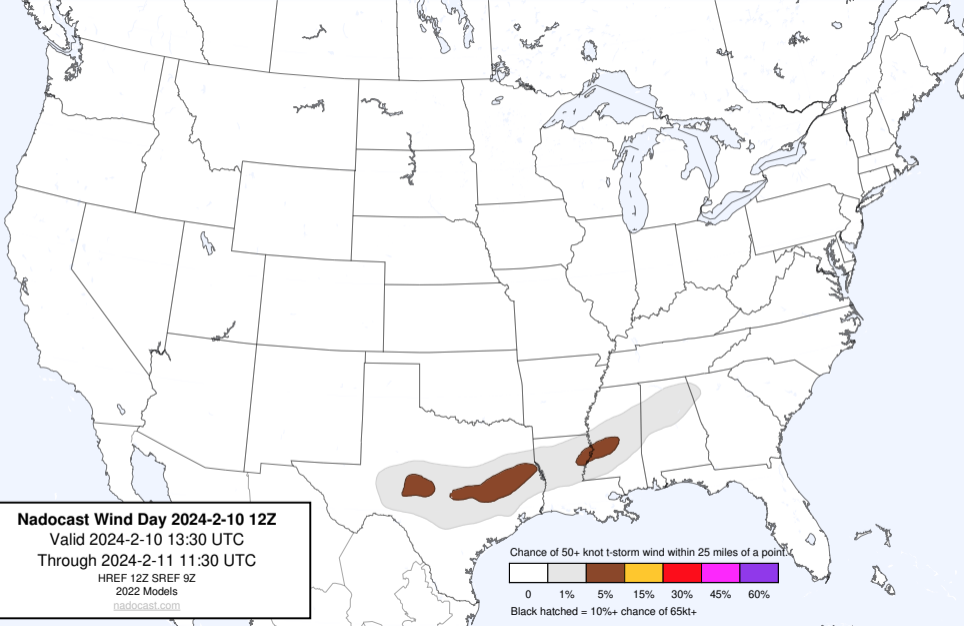 Nadocast Wind Day 2024-2-10 12Z
Valid 2024-2-10 13:30 UTC
Through 2024-2-11 11:30 UTC
HREF 12Z SREF 9Z
2022 Models
nadocast.com
Chance of 50+ knot t-storm wind within 25 miles of a point.
0 1% 5% 15% 30% 45% 60%
Black hatched = 10%+ chance of 65kt+